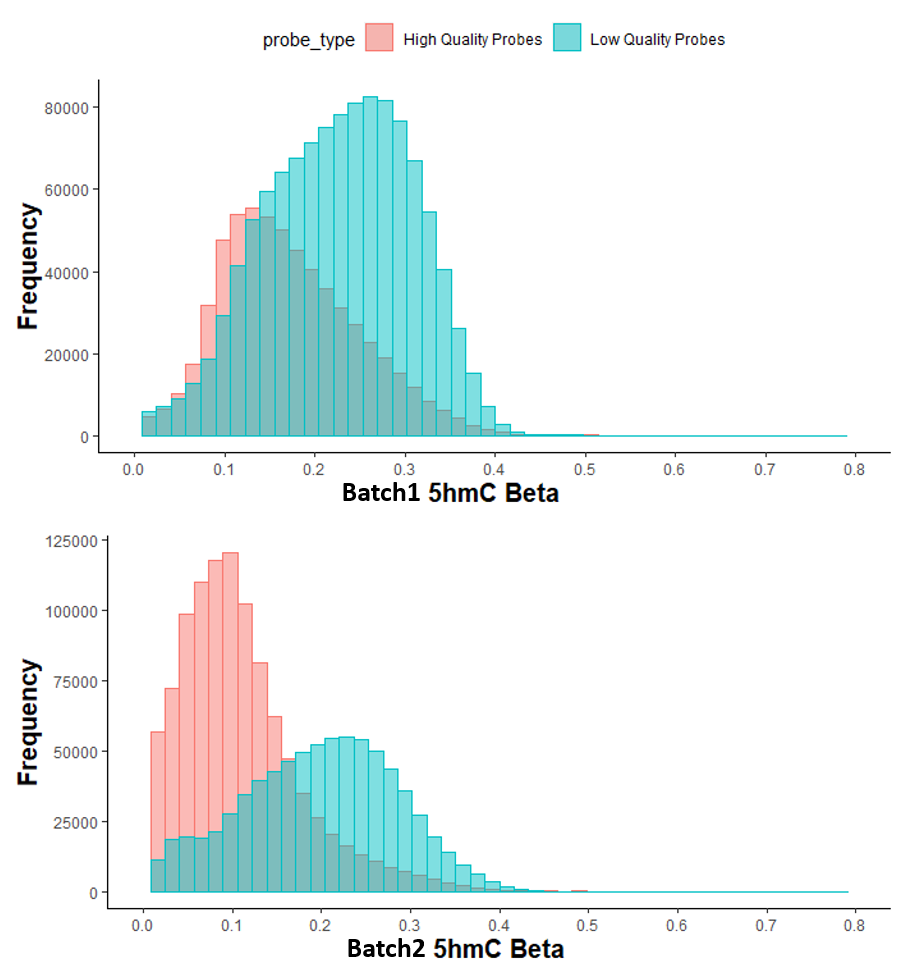 probe_type High Quality Probes Low Quality Probes
Frequency
80000
60000
40000
20000
0
0.0 0.1 0.2 0.3 0.4 0.5 0.6 0.7 0.8
Batch1 5hmC Beta
Frequency
125000
100000
75000
50000
25000
0
0.0 0.1 0.2 0.3 0.4 0.5 0.6 0.7 0.8
Batch2 5hmC Beta